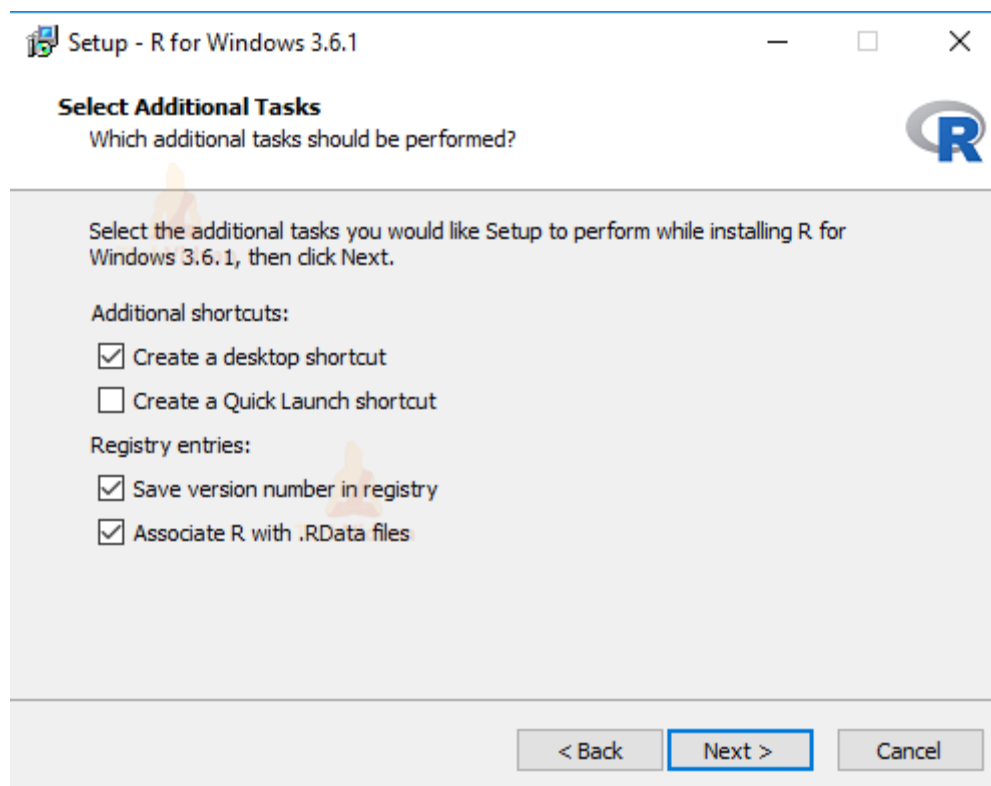 Setup - R for Windows 3.6.1
Select Additional Tasks
Which additional tasks should be performed?
R
Select the additional tasks you would like Setup to perform while installing R for
Windows 3.6.1, then click Next.
Additional shortcuts:
Create a desktop shortcut
Create a Quick Launch shortcut
Registry entries:
Save version number in registry
Associate R with .RData files
< Back
Next >
Cancel